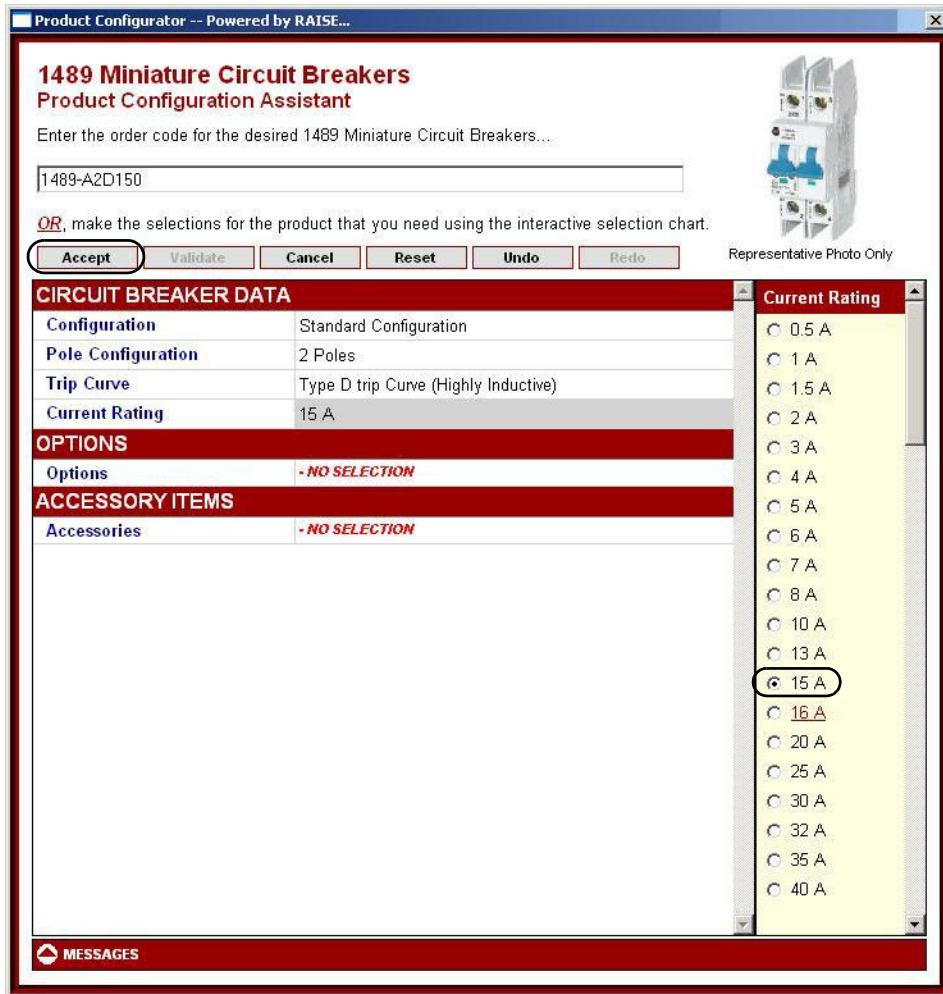 Product Configurator -- Powered by RAISE...
1489 Miniature Circuit Breakers
Product Configuration Assistant
Enter the order code for the desired 1489 Miniature Circuit Breakers...
1489-A2D150
OR, make the selections for the product that you need using the interactive selection chart.
Accept Validate Cancel Reset Undo Redo
Representative Photo Only
CIRCUIT BREAKER DATA
Configuration Standard Configuration
Pole Configuration 2 Poles
Trip Curve Type D trip Curve (Highly Inductive)
Current Rating 15 A
OPTIONS
Options - NO SELECTION
ACCESSORY ITEMS
Accessories - NO SELECTION
Current Rating
0.5 A
1 A
1.5 A
2 A
3 A
4 A
5 A
6 A
7 A
8 A
10 A
13 A
15 A
16 A
20 A
25 A
30 A
32 A
35 A
40 A
MESSAGES